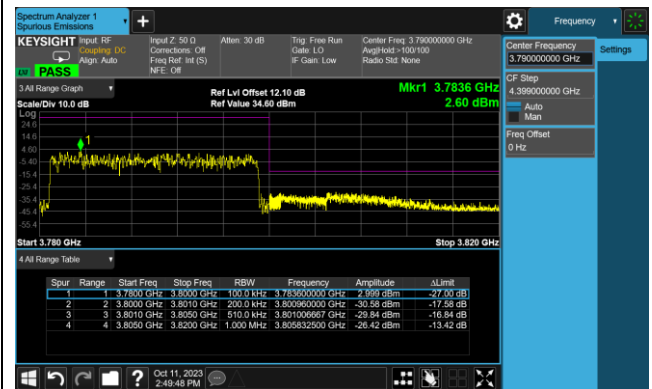 Spectrum Analyzer 1
Spurious Emissions
Frequency
KEYSIGHT
Input: RF
Coupling: DC
Align: Auto
Input Z: 50 Ω
Corrections: Off
Freq Ref: Int (S)
NFE: Off
Atten: 30 dB
Trig: Free Run
Gate: LO
IF Gain: Low
Center Freq: 3.790000000 GHz
Avg|Hold:>100/100
Radio Std: None
PASS
Center Frequency
3.790000000 GHz
Settings
CF Step
4.399000000 GHz
Auto
Man
Freq Offset
0 Hz
3 All Range Graph
Scale/Div 10.0 dB
Ref Lvl Offset 12.10 dB
Ref Value 34.60 dBm
Mkr1 3.7836 GHz
2.60 dBm
Log
24.6
14.6
4.60
-5.40
-15.4
-25.4
-35.4
-45.4
-55.4
1
Start 3.780 GHz
Stop 3.820 GHz
4 All Range Table
Spur Range Start Freq Stop Freq RBW Frequency Amplitude ΔLimit
1 1 3.7800 GHz 3.8000 GHz 100.0 kHz 3.783600000 GHz 2.999 dBm -27.00 dB
2 2 3.8000 GHz 3.8010 GHz 200.0 kHz 3.800960000 GHz -30.58 dBm -17.58 dB
3 3 3.8010 GHz 3.8050 GHz 510.0 kHz 3.801006667 GHz -29.84 dBm -16.84 dB
4 4 3.8050 GHz 3.8200 GHz 1.000 MHz 3.805832500 GHz -26.42 dBm -13.42 dB
Oct 11, 2023
2:49:48 PM